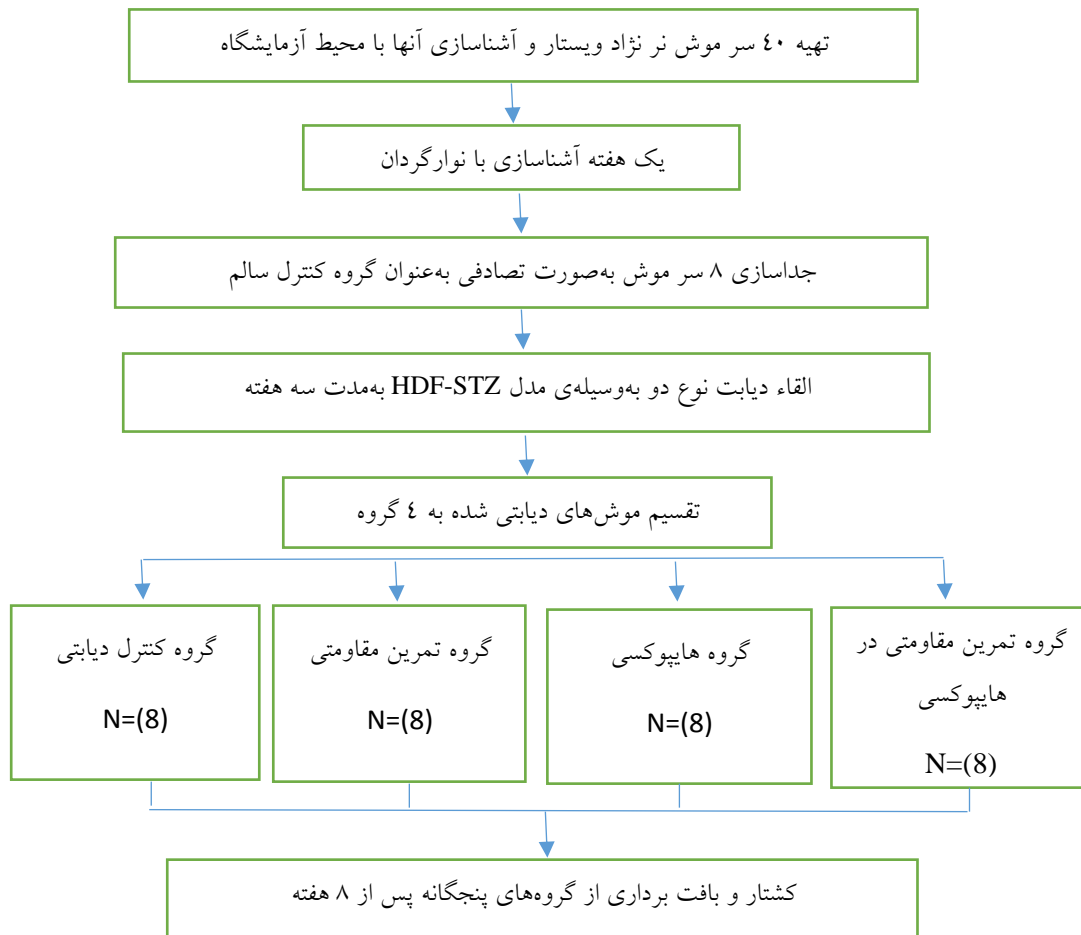 تهیه ٤٠ سر موش نر نژاد ویستار و آشناسازی آنها با محیط آزمایشگاه
یک هفته آشناسازی با نوارگردان
جداسازی ٨ سر موش به‌صورت تصادفی به‌عنوان گروه کنترل سالم
القاء دیابت نوع دو به‌وسیله‌ی مدل HDF-STZ به‌مدت سه هفته
تقسیم موش‌های دیابتی شده به ٤ گروه
گروه تمرین مقاومتی در
هایپوکسی
N=(8)
گروه هایپوکسی
N=(8)
گروه تمرین مقاومتی
N=(8)
گروه کنترل دیابتی
N=(8)
کشتار و بافت برداری از گروه‌های پنجگانه پس از ٨ هفته